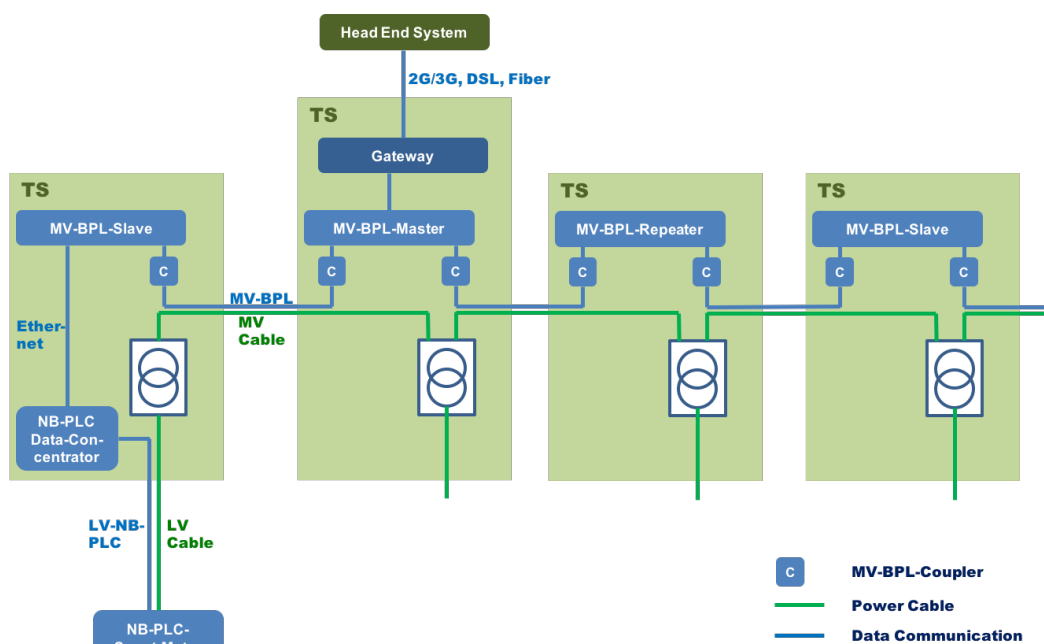 Head End System
2G/3G, DSL, Fiber
TS
Gateway
TS
MV-BPL-Slave
MV-BPL-Master
TS
MV-BPL-Repeater
TS
MV-BPL-Slave
C
C
C
C
C
C
C
MV-BPL
MV
Cable
Ether-
net
NB-PLC
Data-Con-
centrator
LV-NB-
PLC
LV
Cable
NB-PLC-
C
MV-BPL-Coupler
Power Cable
Data Communication